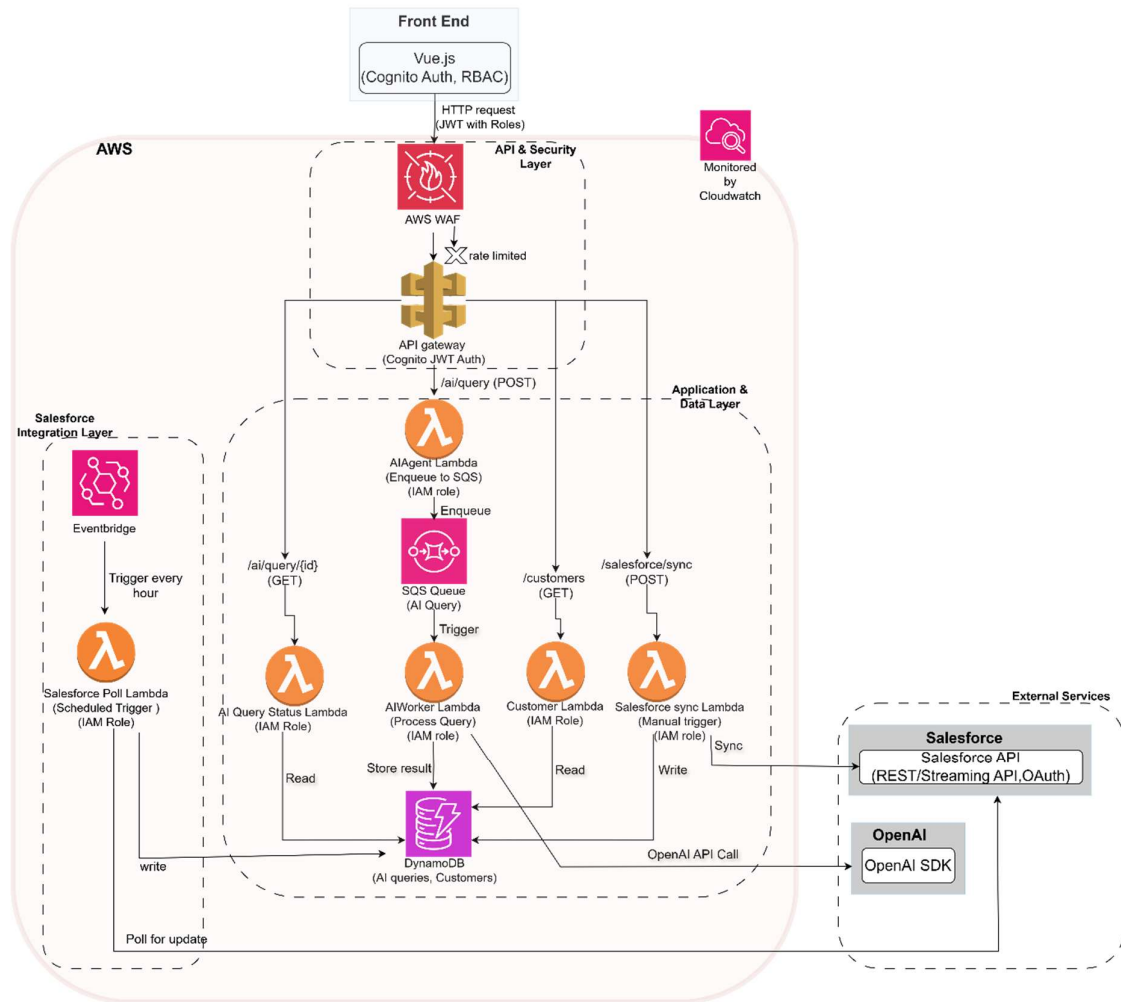 Front End
Vue.js
(Cognito Auth, RBAC)
HTTP request
(JWT with Roles)
AWS
API & Security
Layer
Monitored
by
Cloudwatch
AWS WAF
rate limited
API gateway
(Cognito JWT Auth)
/ai/query (POST)
Application &
Data Layer
Salesforce
Integration Layer
AIAgent Lambda
(Enqueue to SQS)
(IAM role)
Enqueue
Eventbridge
Trigger every
hour
/ai/query/{id}
(GET)
SQS Queue
(AI Query)
/customers
(GET)
/salesforce/sync
(POST)
Trigger
Salesforce Poll Lambda
(Scheduled Trigger )
(IAM Role)
AI Query Status Lambda
(IAM Role)
AIWorker Lambda
(Process Query)
(IAM role)
Customer Lambda
(IAM Role)
Salesforce sync Lambda
(Manual trigger)
(IAM role)
External Services
Salesforce
Salesforce API
(REST/Streaming API,OAuth)
Sync
Read
Store result
Read
Write
OpenAI
OpenAI SDK
OpenAI API Call
DynamoDB
(AI queries, Customers)
write
Poll for update